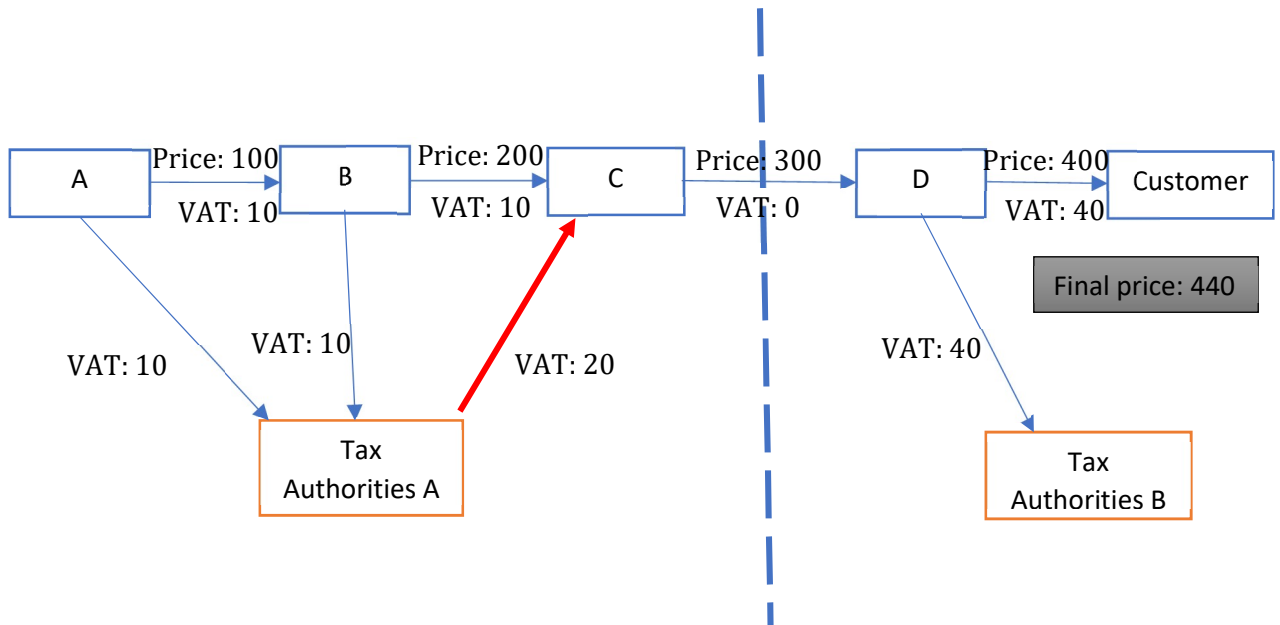 A
Price: 100
VAT: 10
B
Price: 200
VAT: 10
C
Price: 300
VAT: 0
D
Price: 400
VAT: 40
Customer
Final price: 440
VAT: 10
VAT: 10
VAT: 20
VAT: 40
Tax
Authorities A
Tax
Authorities B